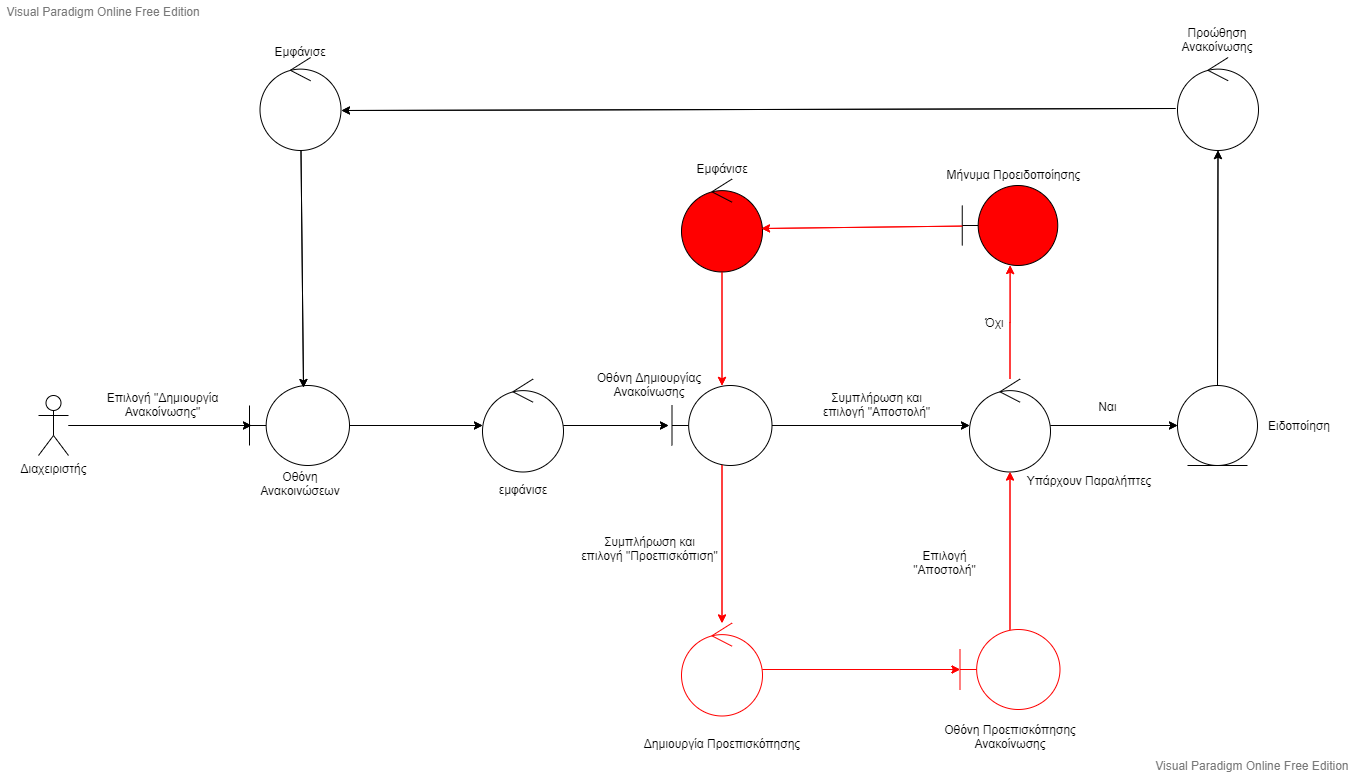 Visual Paradigm Online Free Edition
Προώθηση
Ανακοίνωσης
Εμφάνισε
Εμφάνισε
Μήνυμα Προειδοποίησης
Όχι
Οθόνη Δημιουργίας
Ανακοίνωσης
Επιλογή "Δημιουργία
Ανακοίνωσης"
Συμπλήρωση και
επιλογή "Αποστολή"
Ναι
Ειδοποίηση
Διαχειριστής
Οθόνη
Ανακοινώσεων
εμφάνισε
Υπάρχουν Παραλήπτες
Συμπλήρωση και
επιλογή "Προεπισκόπιση"
Επιλογή
"Αποστολή"
Δημιουργία Προεπισκόπησης
Οθόνη Προεπισκόπησης
Ανακοίνωσης
Visual Paradigm Online Free Edition